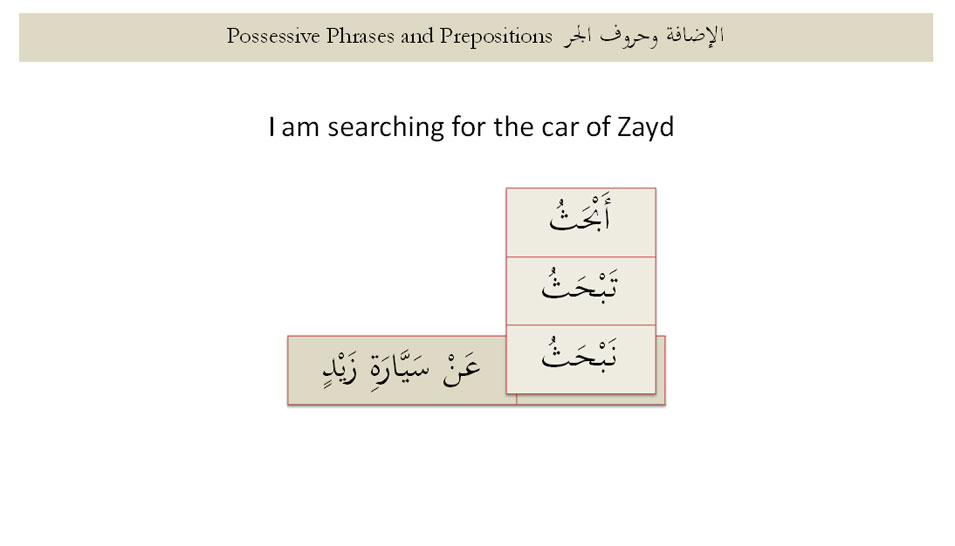 Possessive Phrases and Prepositions الإضافة وحروف الجر
I am searching for the car of Zayd
أَبْحَثُ
تَبْحَثُ
نَبْحَثُ
عَنْ سَيَّارَةِ زَيْدٍ